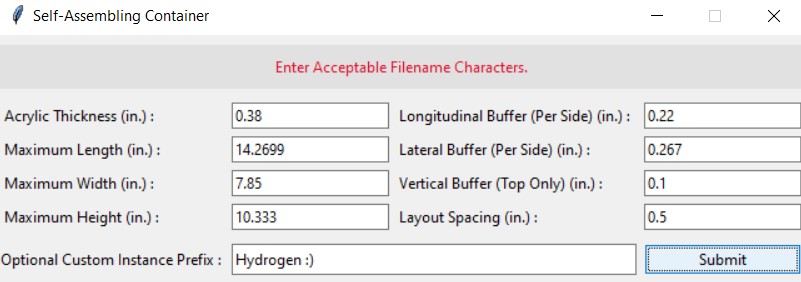 Self-Assembling Container
Enter Acceptable Filename Characters.
Acrylic Thickness (in.) : 0.38 Longitudinal Buffer (Per Side) (in.) : 0.22
Maximum Length (in.) : 14.2699 Lateral Buffer (Per Side) (in.) : 0.267
Maximum Width (in.) : 7.85 Vertical Buffer (Top Only) (in.) : 0.1
Maximum Height (in.) : 10.333 Layout Spacing (in.) : 0.5
Optional Custom Instance Prefix : Hydrogen :) Submit